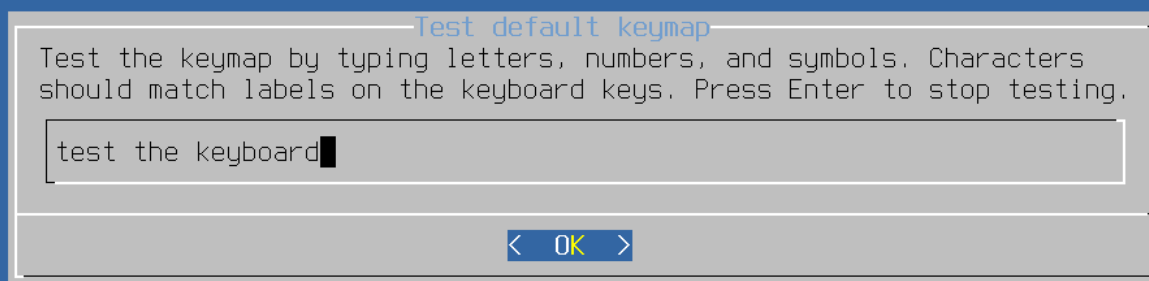 Test default keymap
Test the keymap by typing letters, numbers, and symbols. Characters
should match labels on the keyboard keys. Press Enter to stop testing.
test the keyboard
< OK >